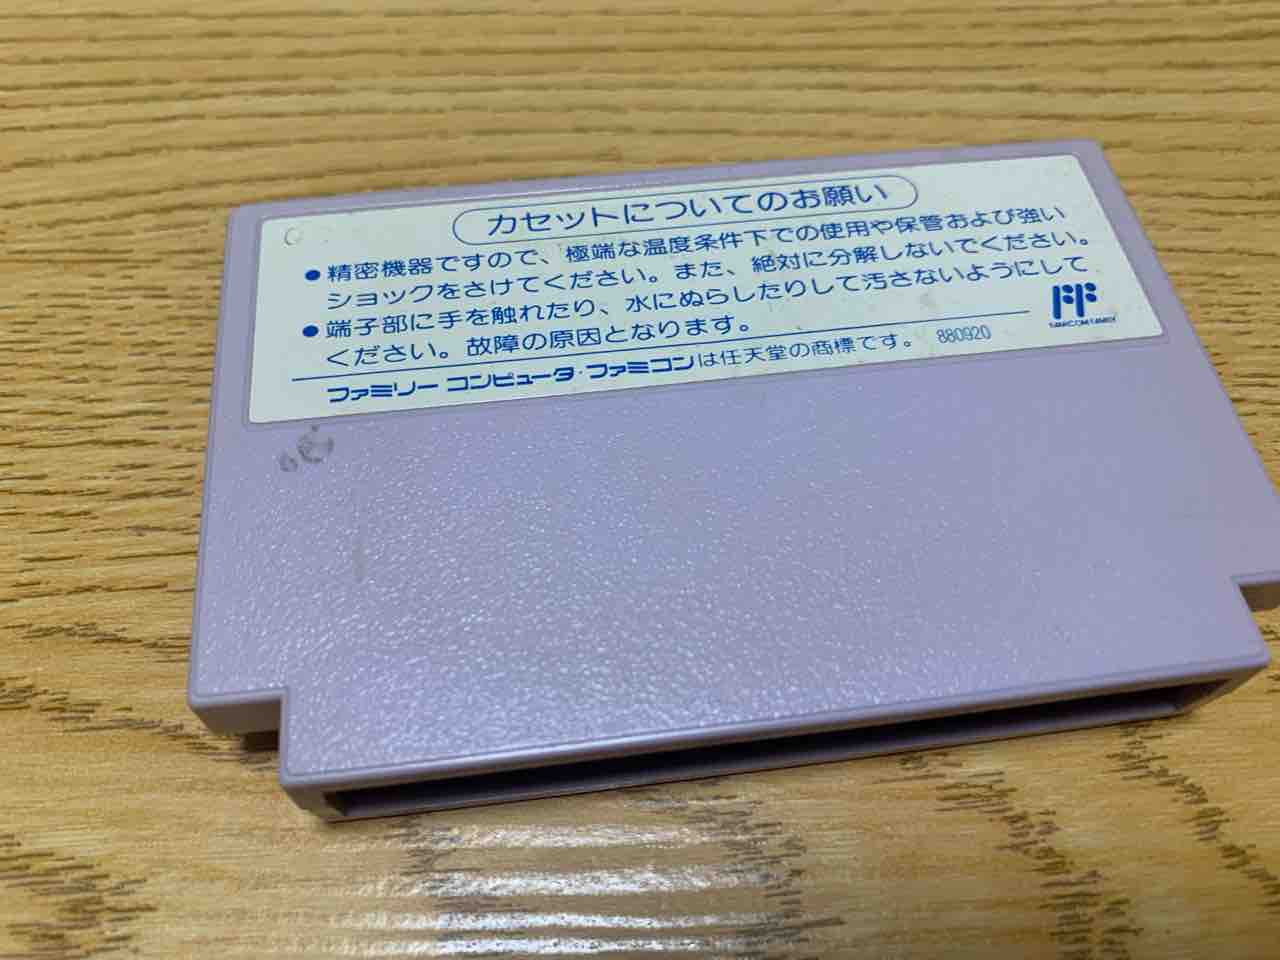 カセットについてのお願い
●精密機器ですので、極端な温度条件下での使用や保管および強い
ショックをさけてください。また、絶対に分解しないでください。
●端子部に手を触れたり、水にぬらしたりして汚さないようにして
ください。故障の原因となります。
ファミリー コンピュータ・ファミコンは任天堂の商標です。 880920
FF
FAMICOM FAMILY